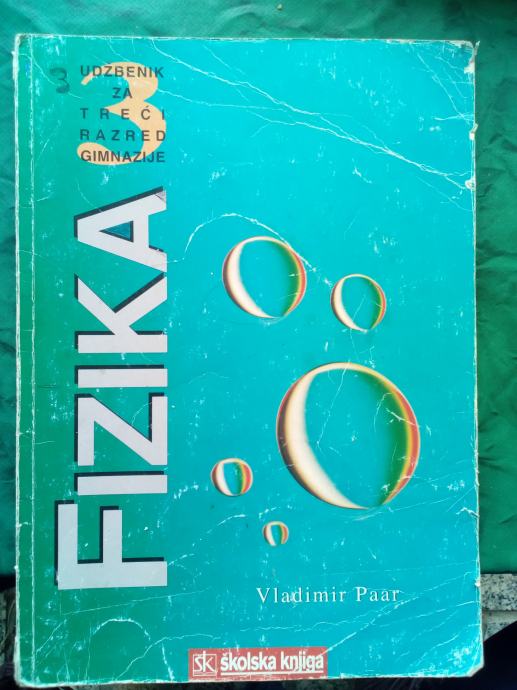 3
UDŽBENIK
ZA
TREĆI
RAZRED
GIMNAZIJE
3
FIZIKA
Vladimir Paar
šk školska knjiga